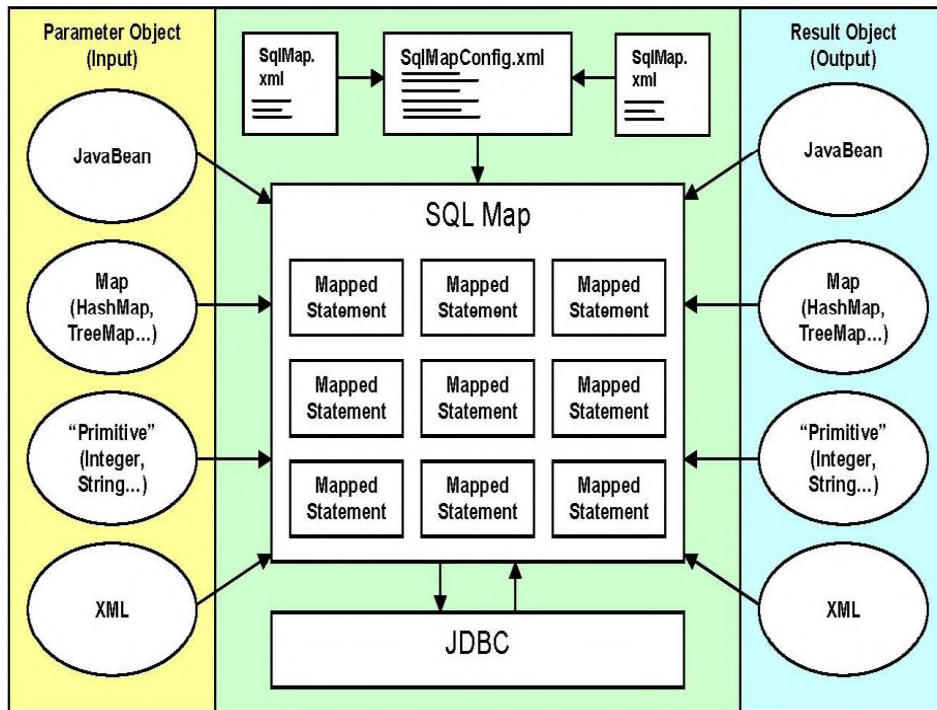 Parameter Object
(Input)
JavaBean
Map
(HashMap,
TreeMap...)
“Primitive”
(Integer,
String...)
XML
SqlMap.
xml
SqlMapConfig.xml
SqlMap.
xml
SQL Map
Mapped
Statement
Mapped
Statement
Mapped
Statement
Mapped
Statement
Mapped
Statement
Mapped
Statement
Mapped
Statement
Mapped
Statement
Mapped
Statement
JDBC
Result Object
(Output)
JavaBean
Map
(HashMap,
TreeMap...)
“Primitive”
(Integer,
String...)
XML